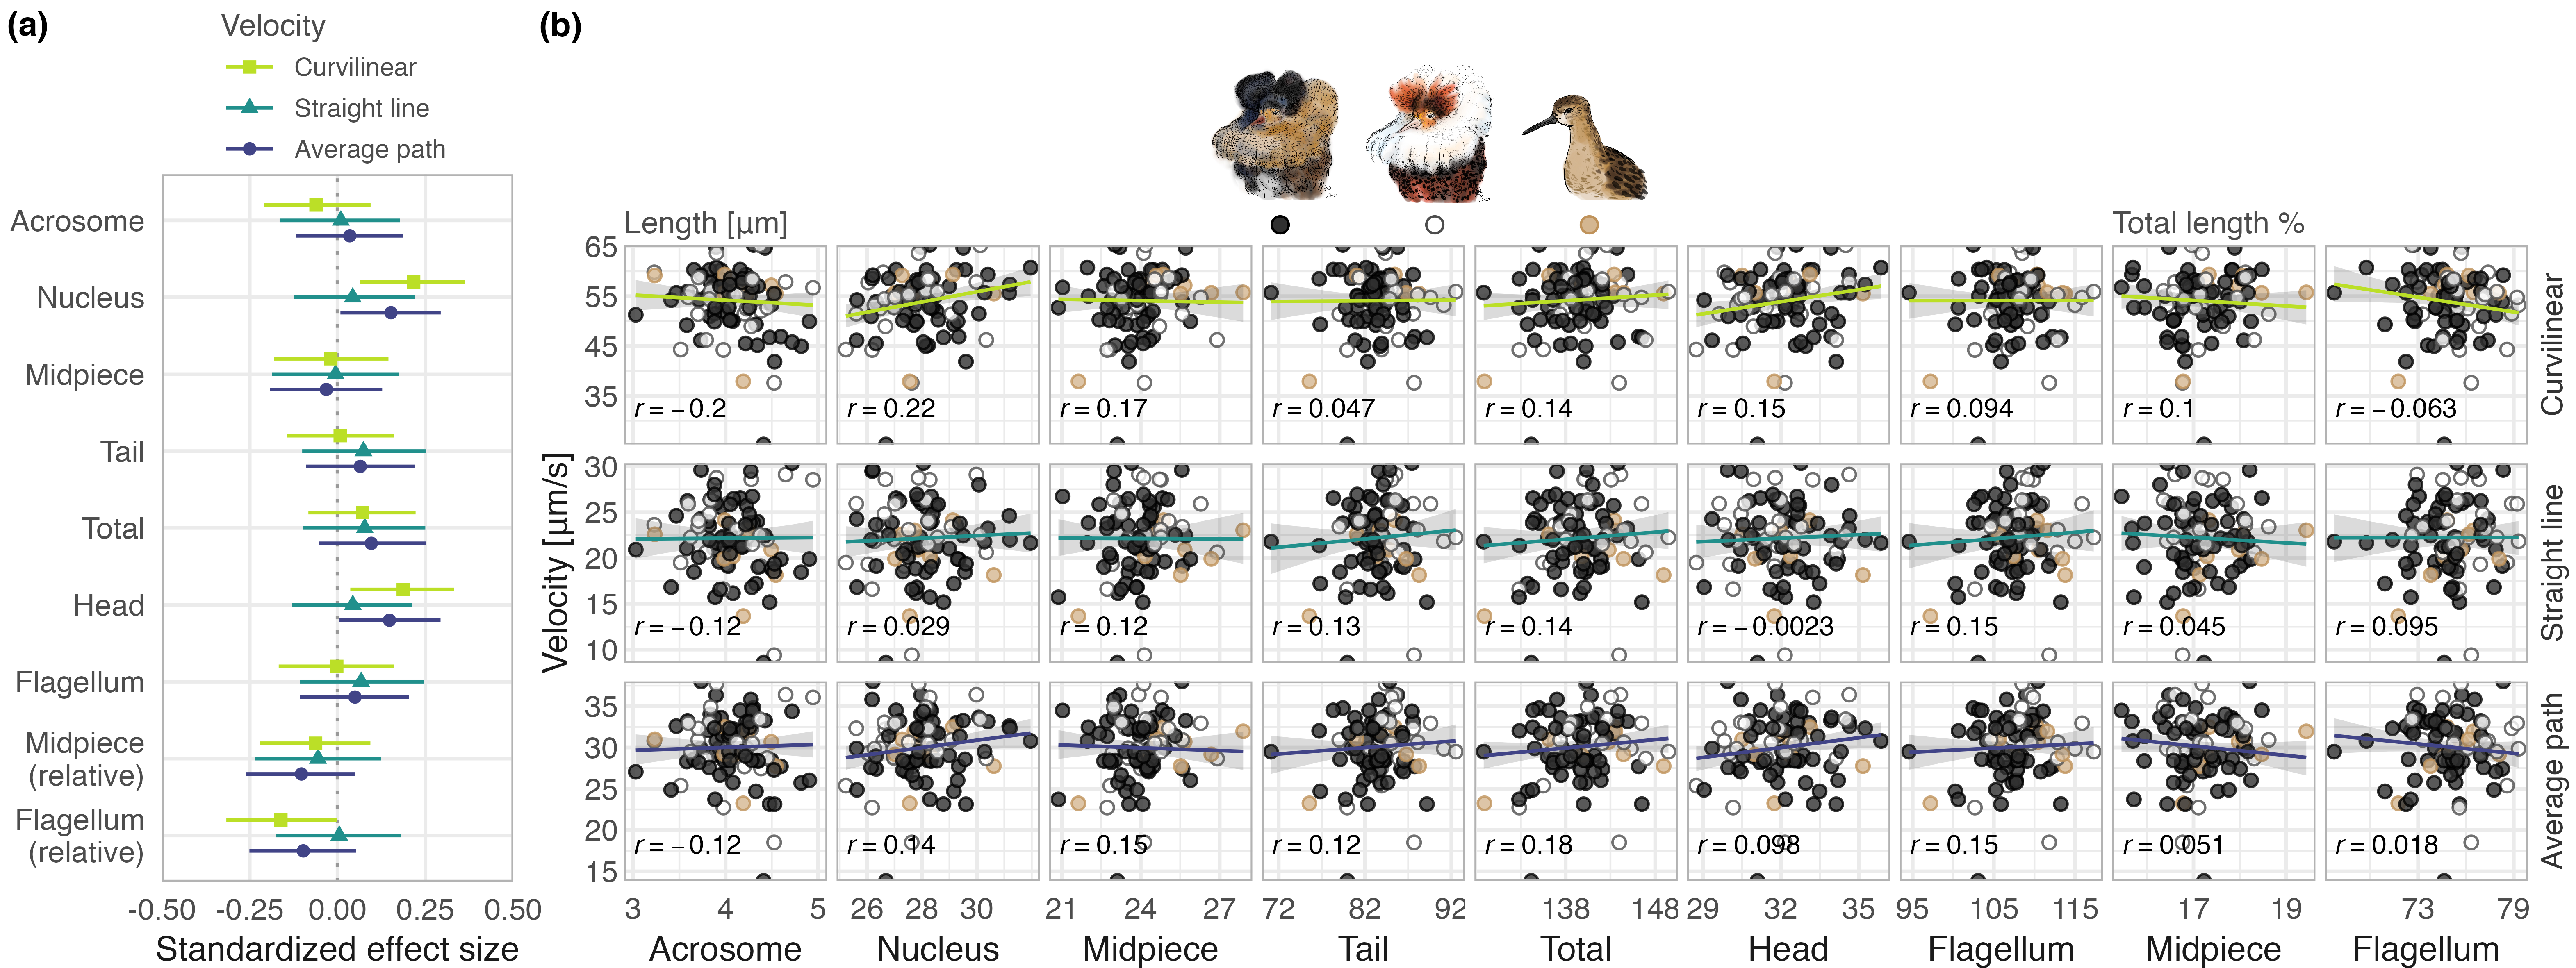 (a)
Velocity
Curvilinear
Straight line
Average path
Acrosome
Nucleus
Midpiece
Tail
Total
Head
Flagellum
Midpiece
(relative)
Flagellum
(relative)
-0.50 -0.25 0.00 0.25 0.50
Standardized effect size
(b)
Length [µm]
Total length %
Velocity [µm/s]
65
55
45
35
r = −0.2
r = 0.22
r = 0.17
r = 0.047
r = 0.14
r = 0.15
r = 0.094
r = 0.1
r = −0.063
Curvilinear
30
25
20
15
10
r = −0.12
r = 0.029
r = 0.12
r = 0.13
r = 0.14
r = −0.0023
r = 0.15
r = 0.045
r = 0.095
Straight line
35
30
25
20
15
r = −0.12
r = 0.14
r = 0.15
r = 0.12
r = 0.18
r = 0.098
r = 0.15
r = 0.051
r = 0.018
Average path
3 4 5
26 28 30
21 24 27
72 82 92
138 148
29 32 35
95 105 115
17 19
73 79
Acrosome
Nucleus
Midpiece
Tail
Total
Head
Flagellum
Midpiece
Flagellum